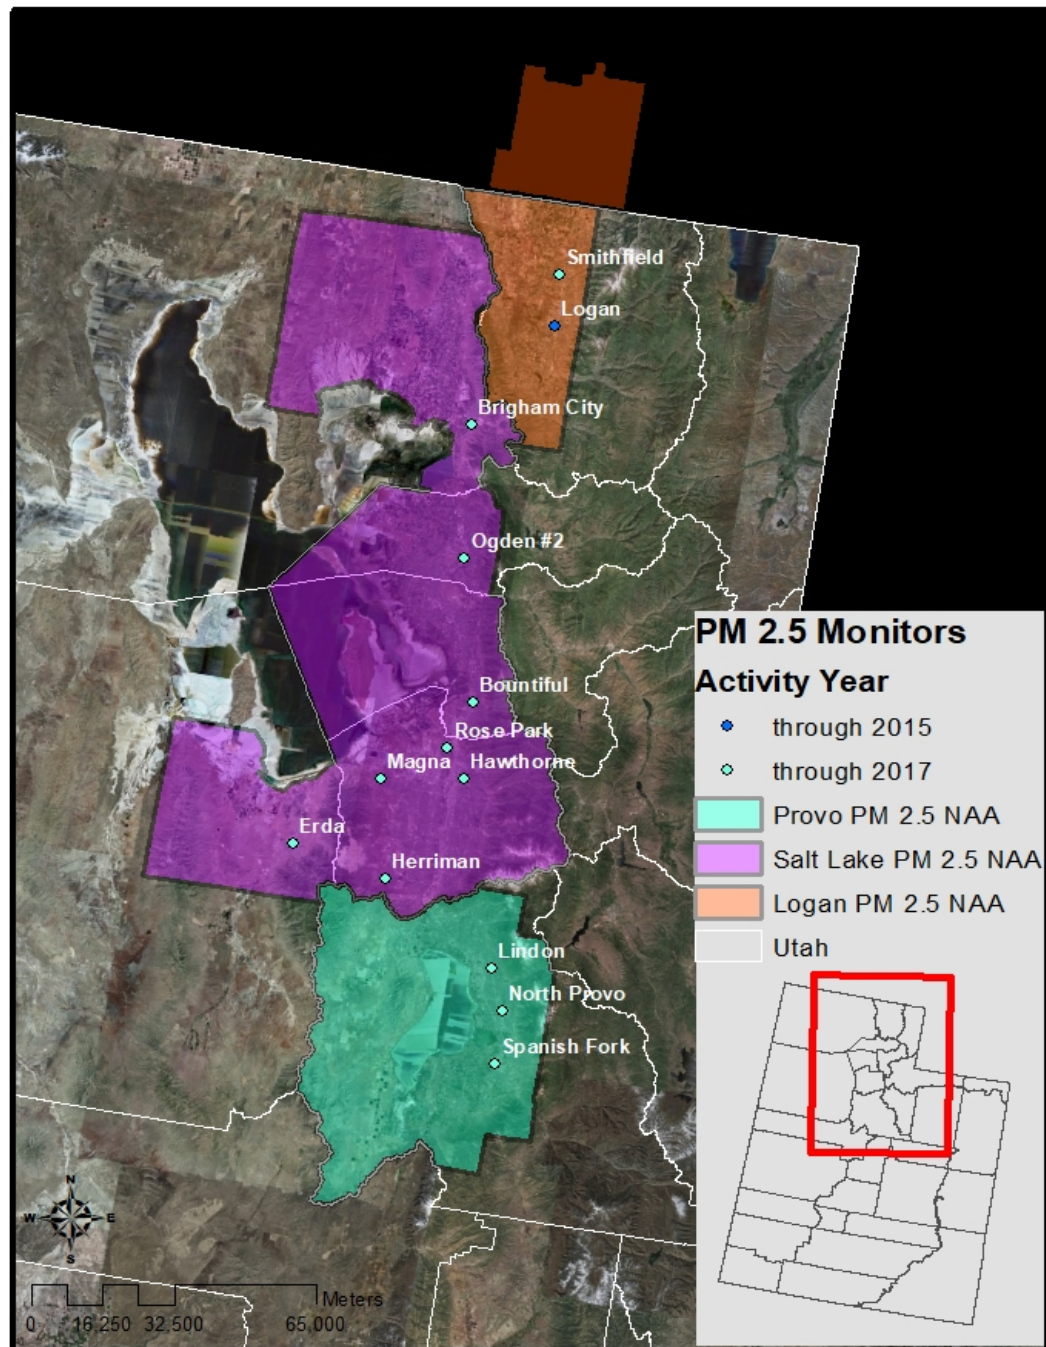 Smithfield
Logan
Brigham City
Ogden #2
Bountiful
Rose Park
Magna
Hawthorne
Erda
Herriman
Lindon
North Provo
Spanish Fork
PM 2.5 Monitors
Activity Year
through 2015
through 2017
Provo PM 2.5 NAA
Salt Lake PM 2.5 NAA
Logan PM 2.5 NAA
Utah
N
W E
S
Meters
0 16,250 32,500 65,000